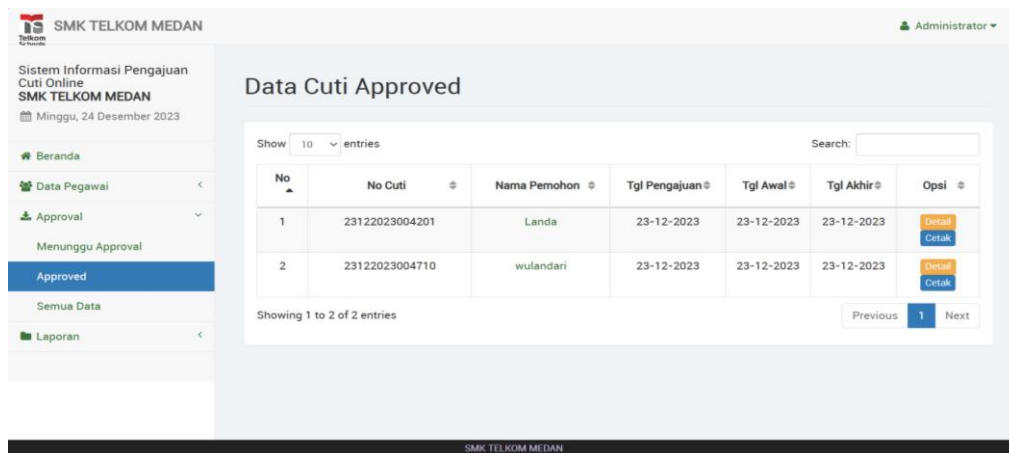 Telkom
Schools
SMK TELKOM MEDAN
Administrator
Sistem Informasi Pengajuan
Cuti Online
SMK TELKOM MEDAN
Minggu, 24 Desember 2023
Beranda
Data Pegawai
Approval
Menunggu Approval
Approved
Semua Data
Laporan
Data Cuti Approved
Show 10 entries
Search:
No No Cuti Nama Pemohon Tgl Pengajuan Tgl Awal Tgl Akhir Opsi
1 23122023004201 Landa 23-12-2023 23-12-2023 23-12-2023 Detail
Cetak
2 23122023004710 wulandari 23-12-2023 23-12-2023 23-12-2023 Detail
Cetak
Showing 1 to 2 of 2 entries
Previous 1 Next
SMK TELKOM MEDAN